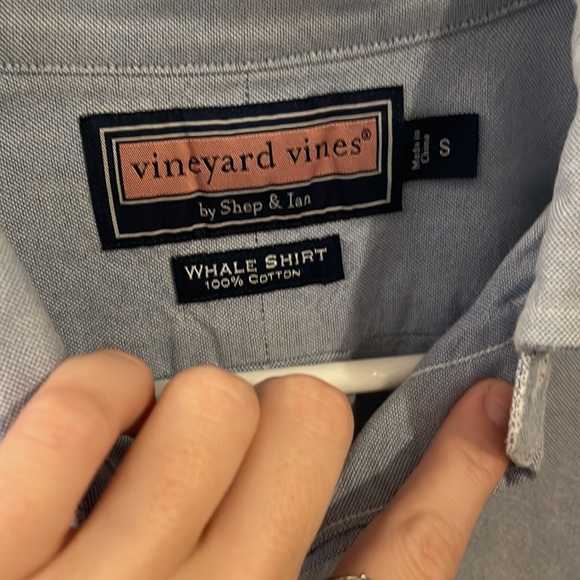 vineyard vines®
by Shep & Ian
Made in
China
S
WHALE SHIRT
100% COTTON